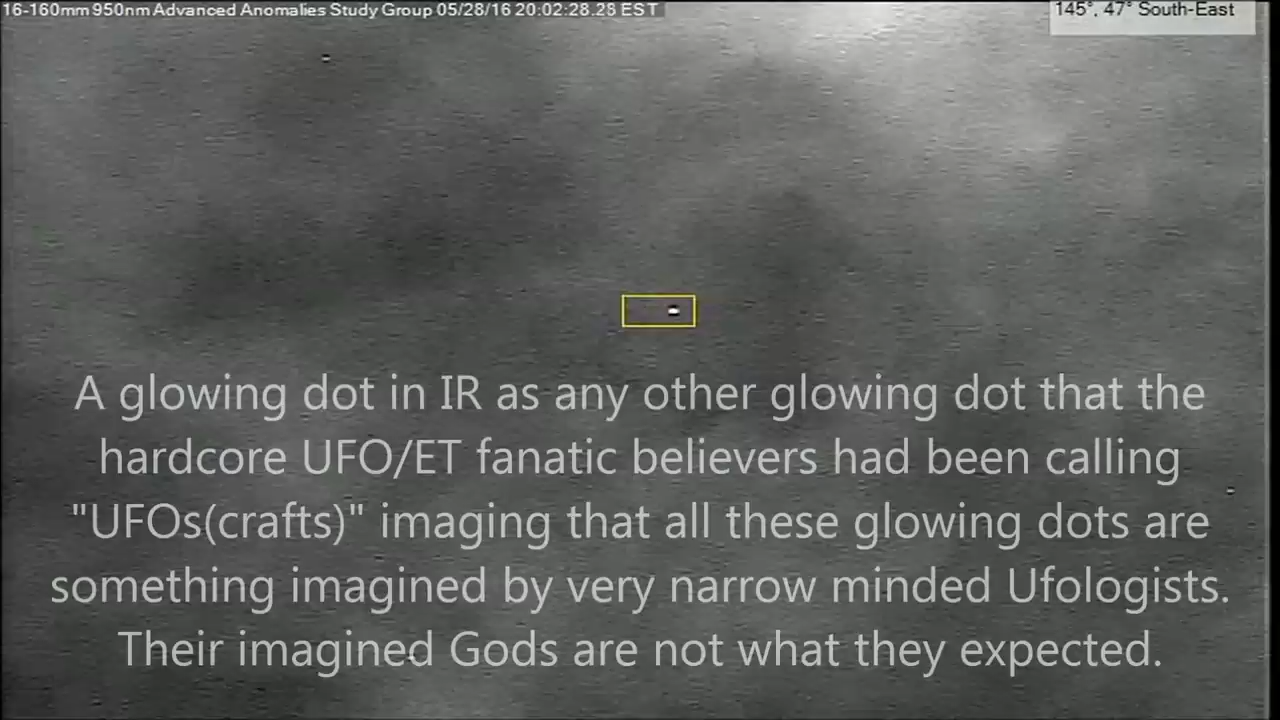 16-160mm 950nm Advanced Anomalies Study Group 05/28/16 20:02:28.28 EST
145°, 47° South-East
A glowing dot in IR as any other glowing dot that the
hardcore UFO/ET fanatic believers had been calling
"UFOs(crafts)" imaging that all these glowing dots are
something imagined by very narrow minded Ufologists.
Their imagined Gods are not what they expected.